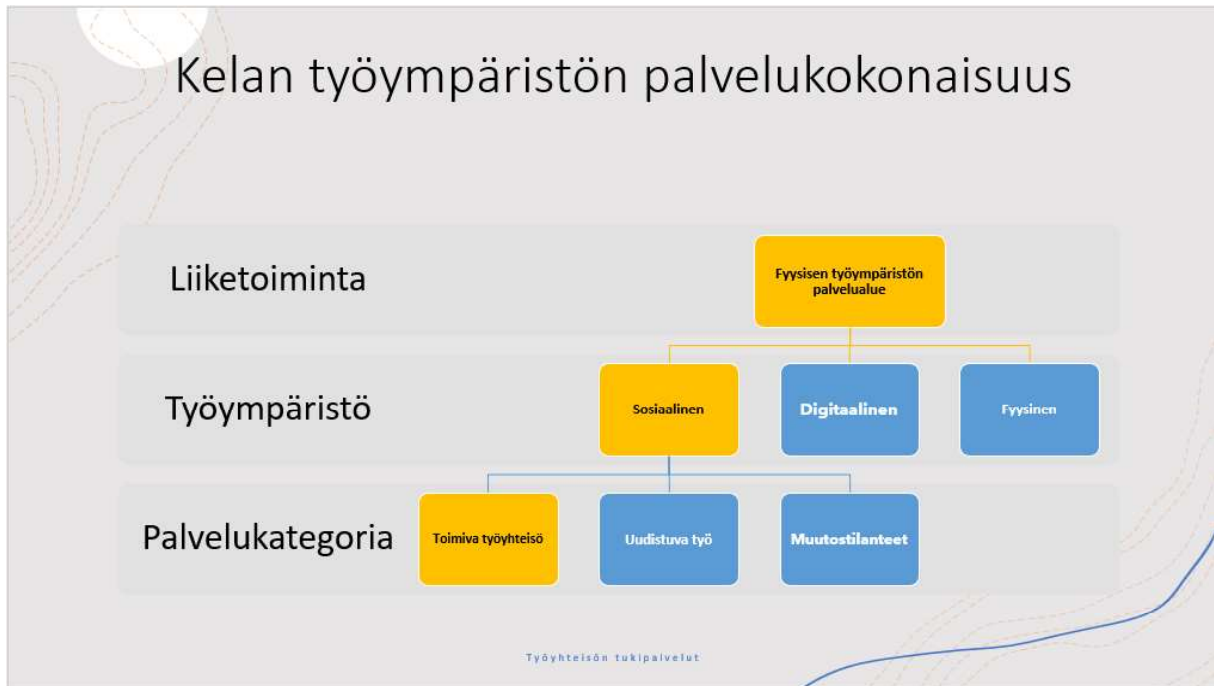 Kelan työympäristön palvelukokonaisuus
Liiketoiminta
Fyysisen työympäristön
palvelualue
Työympäristö
Sosiaalinen
Digitaalinen
Fyysinen
Palvelukategoria
Toimiva työyhteisö
Uudistuva työ
Muutostilanteet
Työyhteisön tukipalvelut